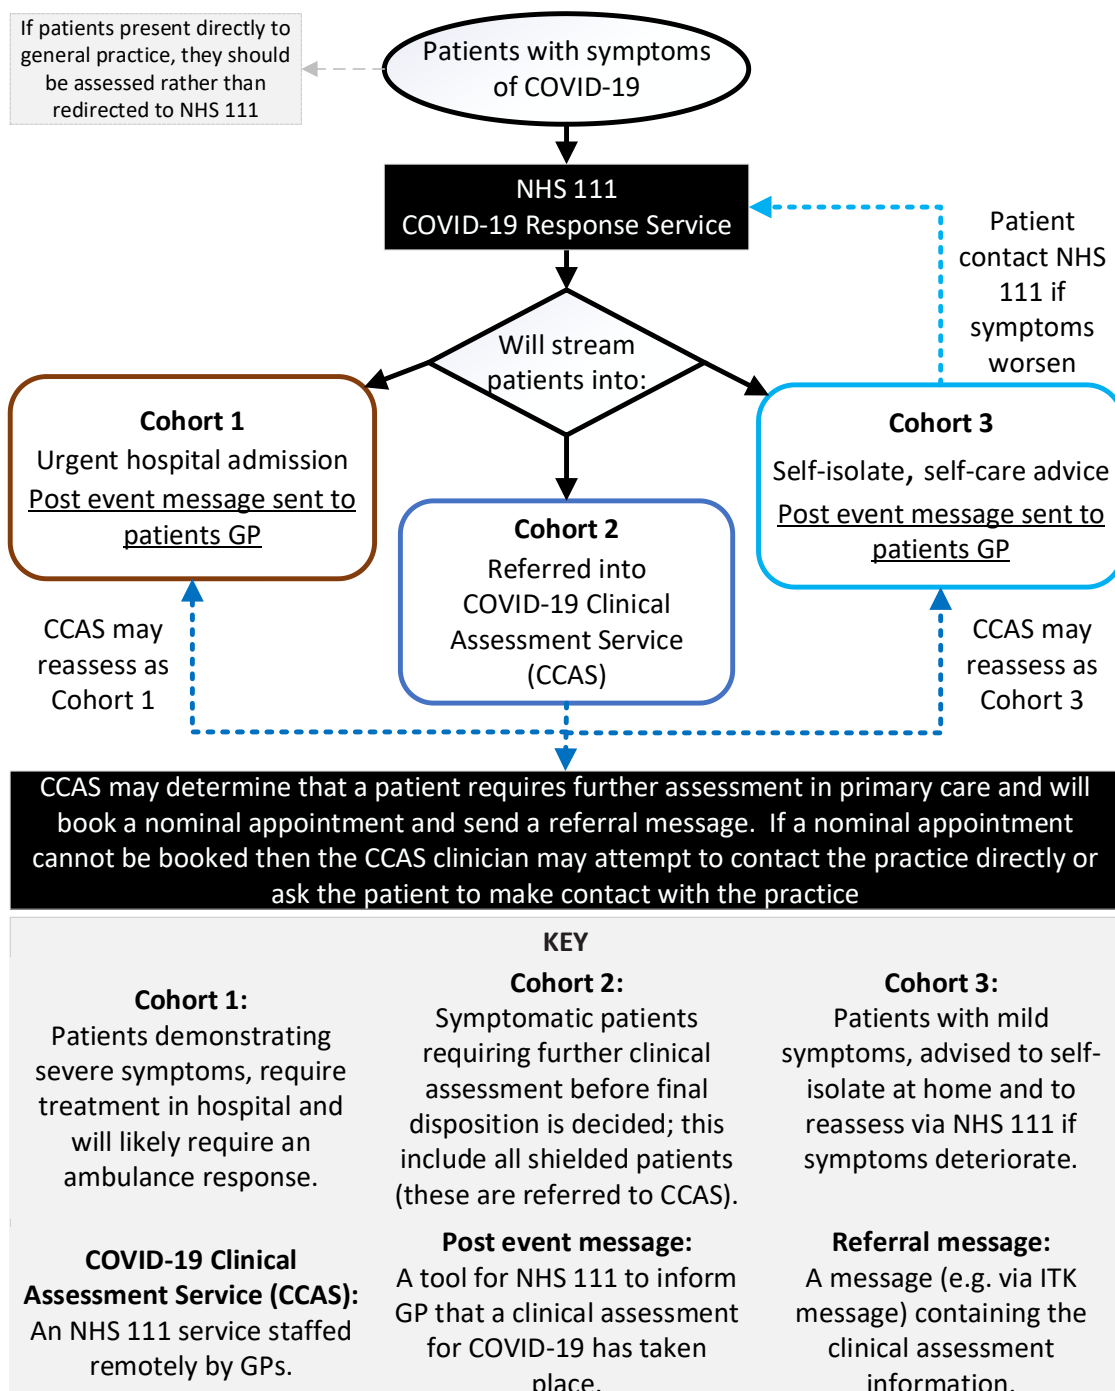 If patients present directly to
general practice, they should
be assessed rather than
redirected to NHS 111
Patients with symptoms
of COVID-19
NHS 111
COVID-19 Response Service
Patient
contact NHS
111 if
symptoms
worsen
Will stream
patients into:
Cohort 1
Urgent hospital admission
Post event message sent to
patients GP
Cohort 2
Referred into
COVID-19 Clinical
Assessment Service
(CCAS)
Cohort 3
Self-isolate, self-care advice
Post event message sent to
patients GP
CCAS may
reassess as
Cohort 1
CCAS may
reassess as
Cohort 3
CCAS may determine that a patient requires further assessment in primary care and will
book a nominal appointment and send a referral message.  If a nominal appointment
cannot be booked then the CCAS clinician may attempt to contact the practice directly or
ask the patient to make contact with the practice
KEY
Cohort 1:
Patients demonstrating
severe symptoms, require
treatment in hospital and
will likely require an
ambulance response.
Cohort 2:
Symptomatic patients
requiring further clinical
assessment before final
disposition is decided; this
include all shielded patients
(these are referred to CCAS).
Cohort 3:
Patients with mild
symptoms, advised to self-
isolate at home and to
reassess via NHS 111 if
symptoms deteriorate.
COVID-19 Clinical
Assessment Service (CCAS):
An NHS 111 service staffed
remotely by GPs.
Post event message:
A tool for NHS 111 to inform
GP that a clinical assessment
for COVID-19 has taken
place.
Referral message:
A message (e.g. via ITK
message) containing the
clinical assessment
information.